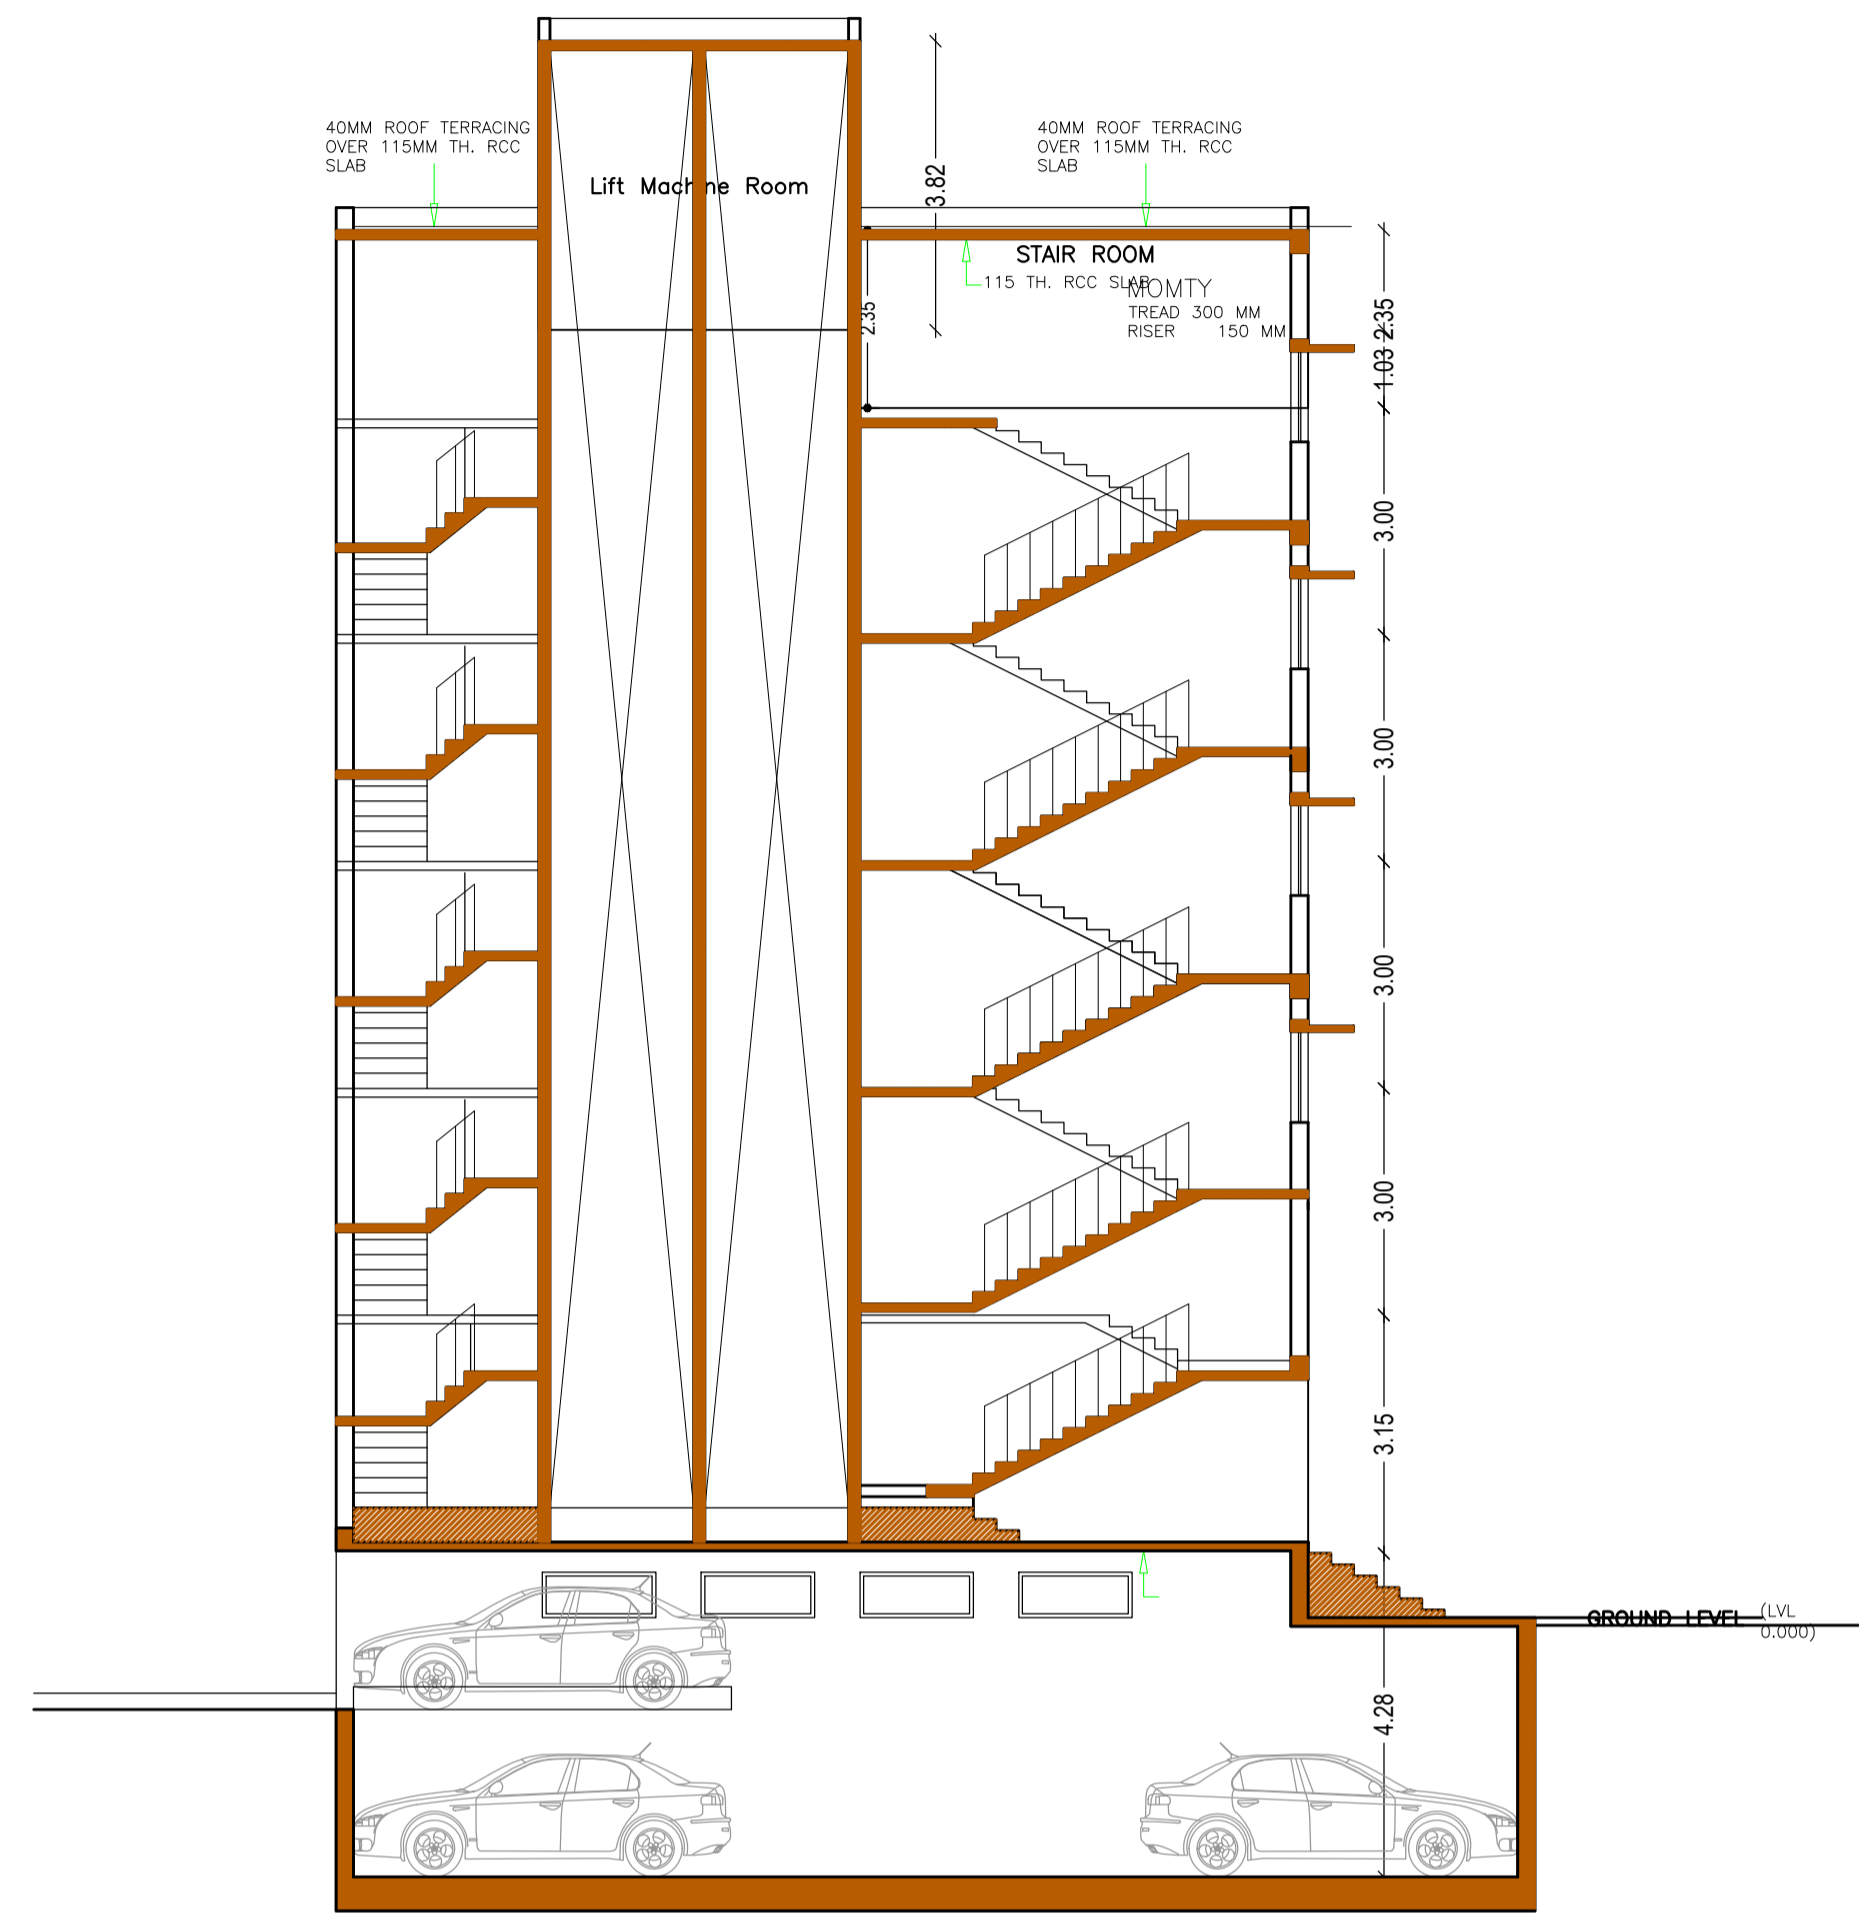 40MM ROOF TERRACING
OVER 115MM TH. RCC
SLAB
Lift Machine Room
3.82
40MM ROOF TERRACING
OVER 115MM TH. RCC
SLAB
STAIR ROOM
115 TH. RCC SLAB
MOMTY
TREAD 300 MM
RISER 150 MM
2.35
2.35
1.03
3.00
3.00
3.00
3.00
3.15
GROUND LEVEL
(LVL
0.000)
4.28